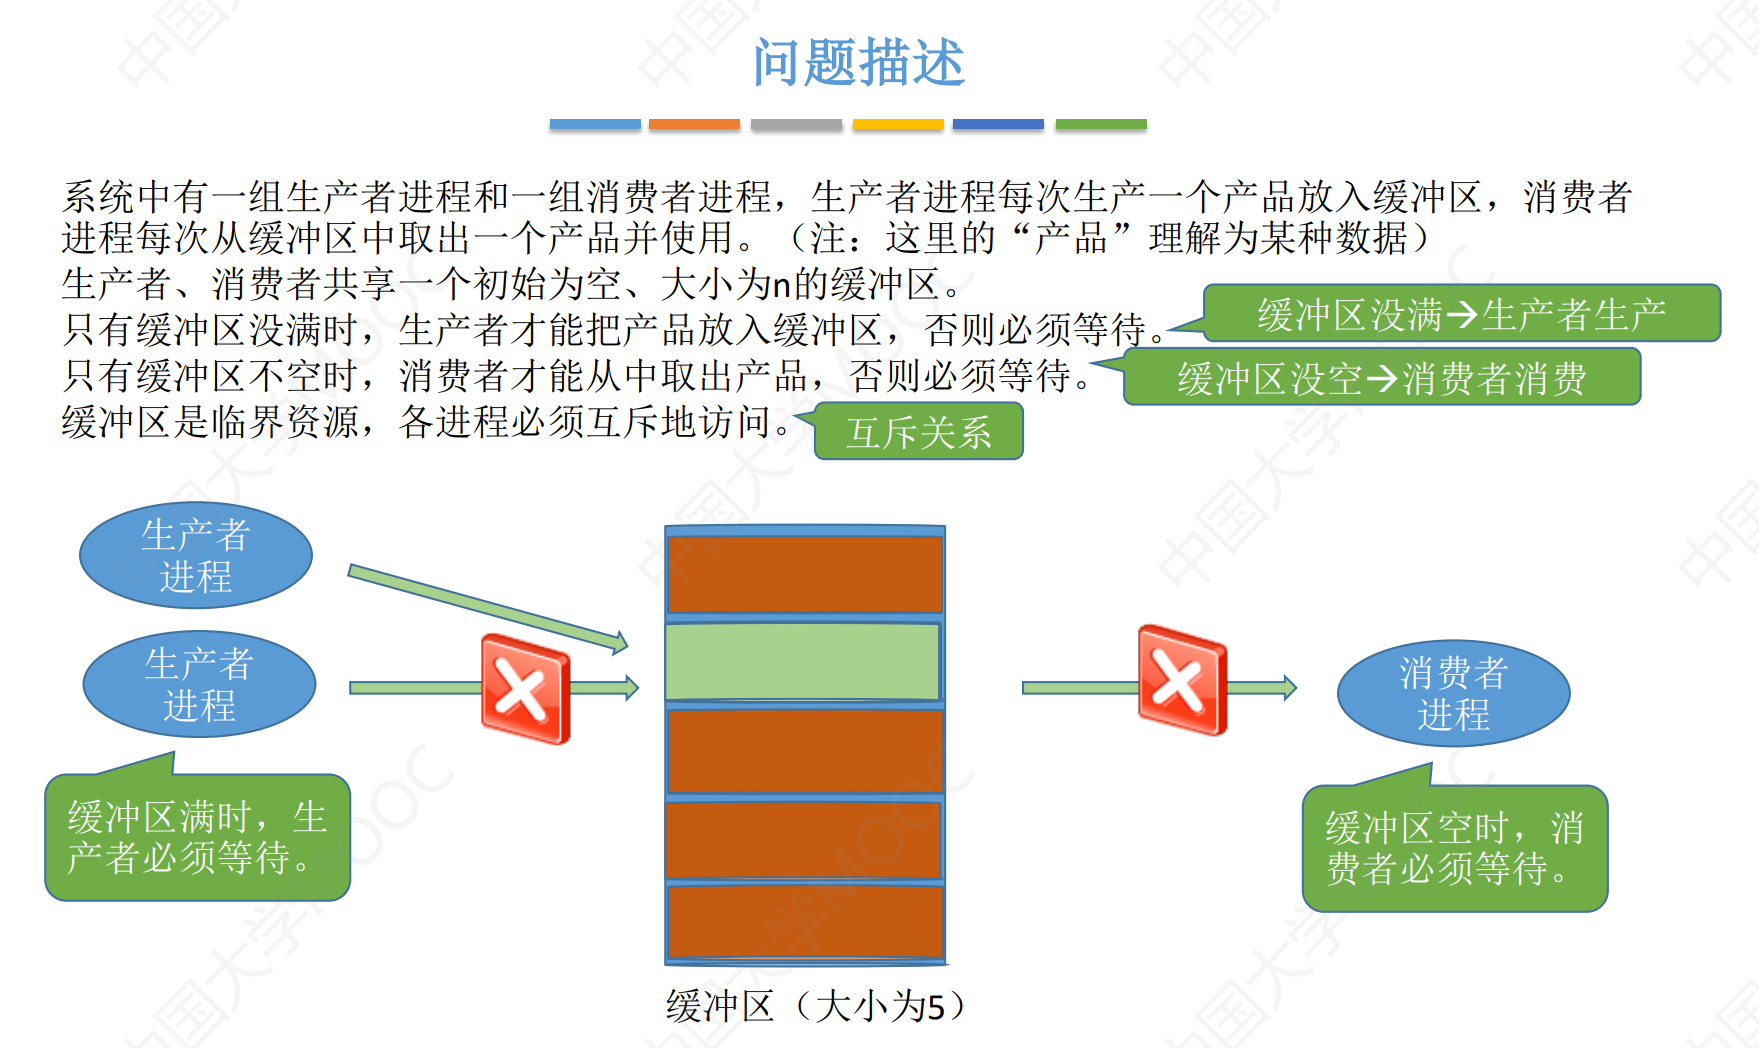 问题描述
系统中有一组生产者进程和一组消费者进程，生产者进程每次生产一个产品放入缓冲区，消费者
进程每次从缓冲区中取出一个产品并使用。（注：这里的“产品”理解为某种数据）
生产者、消费者共享一个初始为空、大小为n的缓冲区。
只有缓冲区没满时，生产者才能把产品放入缓冲区，否则必须等待。
缓冲区没满→生产者生产
只有缓冲区不空时，消费者才能从中取出产品，否则必须等待。
缓冲区没空→消费者消费
缓冲区是临界资源，各进程必须互斥地访问。
互斥关系
生产者
进程
生产者
进程
缓冲区满时，生
产者必须等待。
消费者
进程
缓冲区空时，消
费者必须等待。
缓冲区（大小为5）
中国大学MOOC